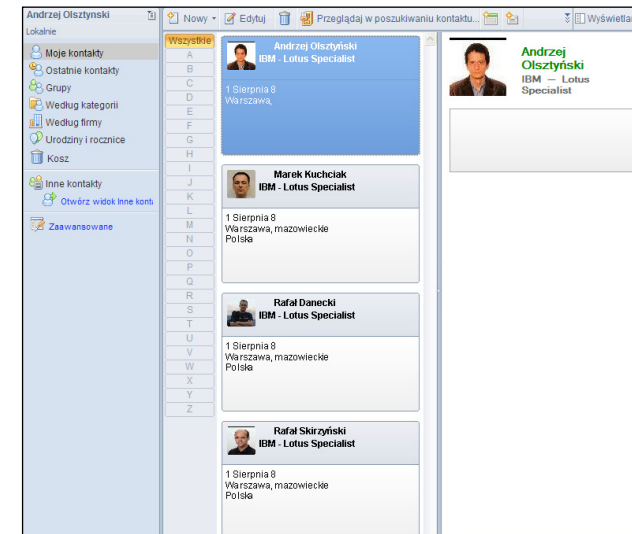 Andrzej Olsztynski
Lokalnie
Moje kontakty
Ostatnie kontakty
Grupy
Według kategorii
Według firmy
Urodziny i rocznice
Kosz
Inne kontakty
Otwórz widok Inne konta
Zaawansowane
Nowy
Edytuj
Przeglądaj w poszukiwaniu kontaktu...
Wyświetlan
Wszystkie
A
B
C
D
E
F
G
H
I
J
K
L
M
N
O
P
Q
R
S
T
U
V
W
X
Y
Z
Andrzej Olsztyński
IBM - Lotus Specialist
1 Sierpnia 8
Warszawa,
Marek Kuchciak
IBM - Lotus Specialist
1 Sierpnia 8
Warszawa, mazowieckie
Polska
Rafał Danecki
IBM - Lotus Specialist
1 Sierpnia 8
Warszawa, mazowieckie
Polska
Rafał Skirzyński
IBM - Lotus Specialist
1 Sierpnia 8
Warszawa, mazowieckie
Polska
Andrzej
Olsztyński
IBM — Lotus
Specialist